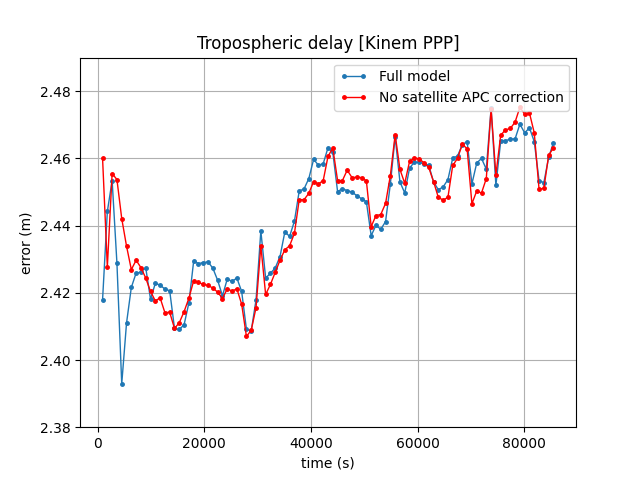 Tropospheric delay [Kinem PPP]
Full model
No satellite APC correction
2.48
2.46
2.44
2.42
2.40
2.38
error (m)
0 20000 40000 60000 80000
time (s)